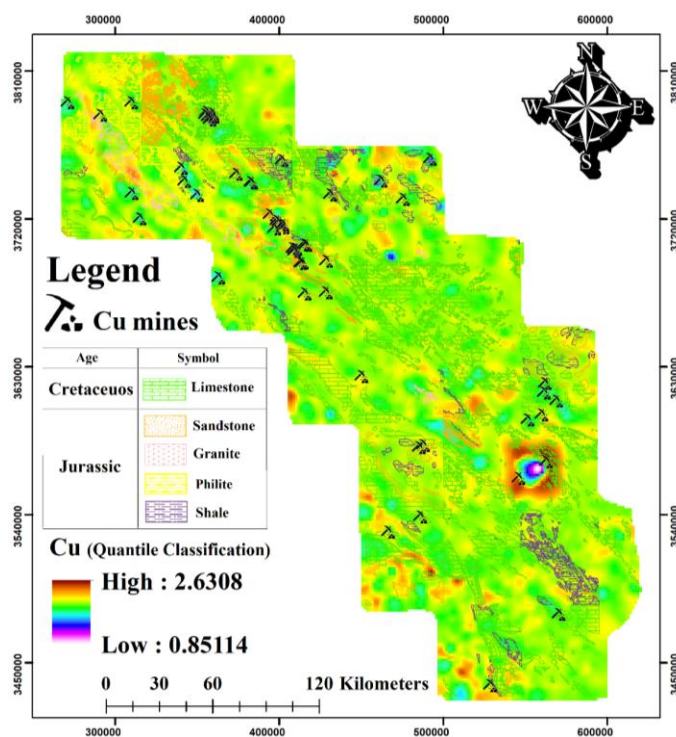 300000 400000 500000 600000
3810000 3810000
N
W E
S
3720000 3720000
Legend
Cu mines
Age Symbol
Cretaceuos Limestone
Sandstone
Granite
Jurassic
Philite
Shale
3630000 3630000
3540000 3540000
Cu (Quantile Classification)
High : 2.6308
Low : 0.85114
3450000 3450000
0 30 60 120 Kilometers
300000 400000 500000 600000